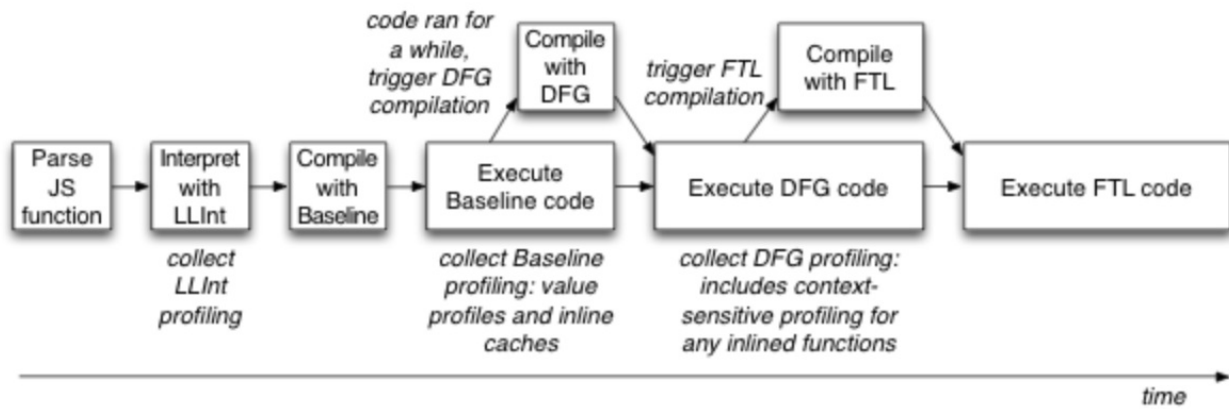 code ran for
a while,
trigger DFG
compilation
Compile
with
DFG
trigger FTL
compilation
Compile
with FTL
Parse
JS
function
Interpret
with
LLInt
Compile
with
Baseline
Execute
Baseline code
Execute DFG code
Execute FTL code
collect
LLInt
profiling
collect Baseline
profiling: value
profiles and inline
caches
collect DFG profiling:
includes context-
sensitive profiling for
any inlined functions
time